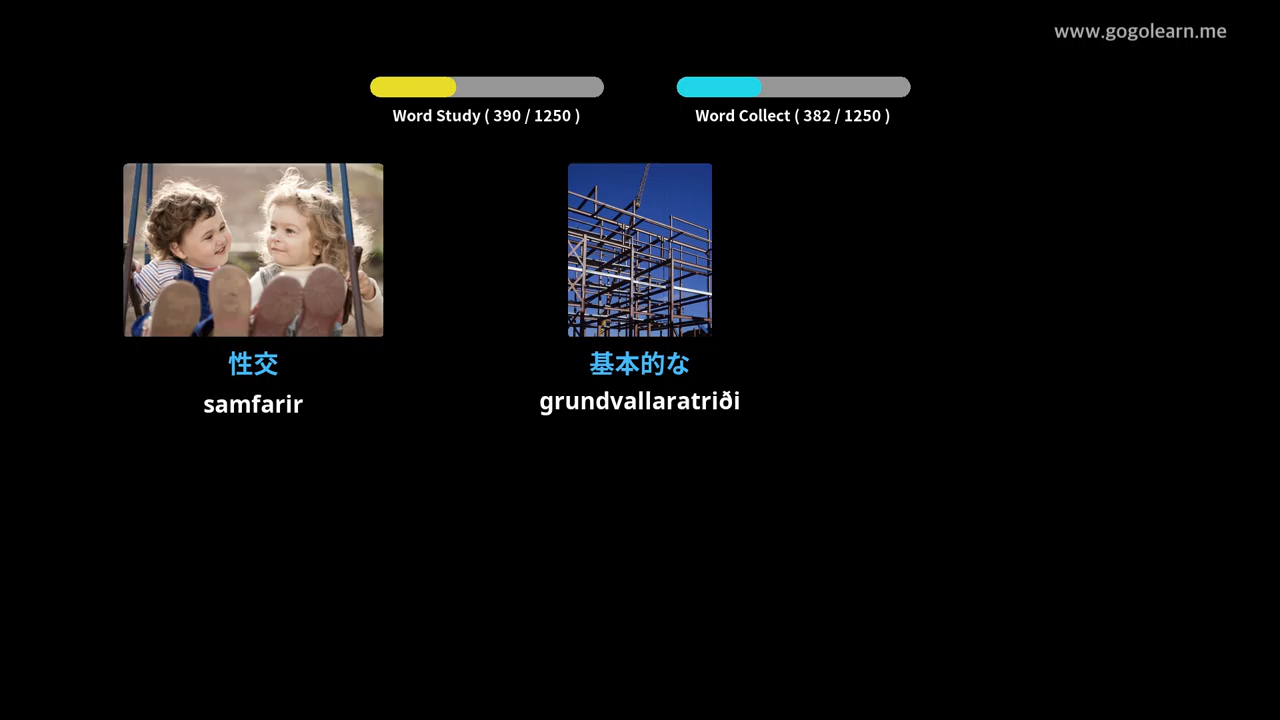 www.gogolearn.me
Word Study ( 390 / 1250 )
Word Collect ( 382 / 1250 )
性交
samfarir
基本的な
grundvallaratriði